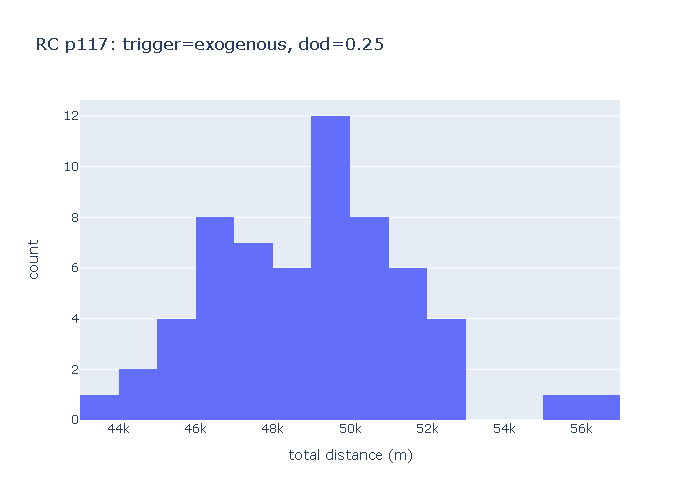 RC p117: trigger=exogenous, dod=0.25
12
10
8
6
4
2
0
count
44k 46k 48k 50k 52k 54k 56k
total distance (m)